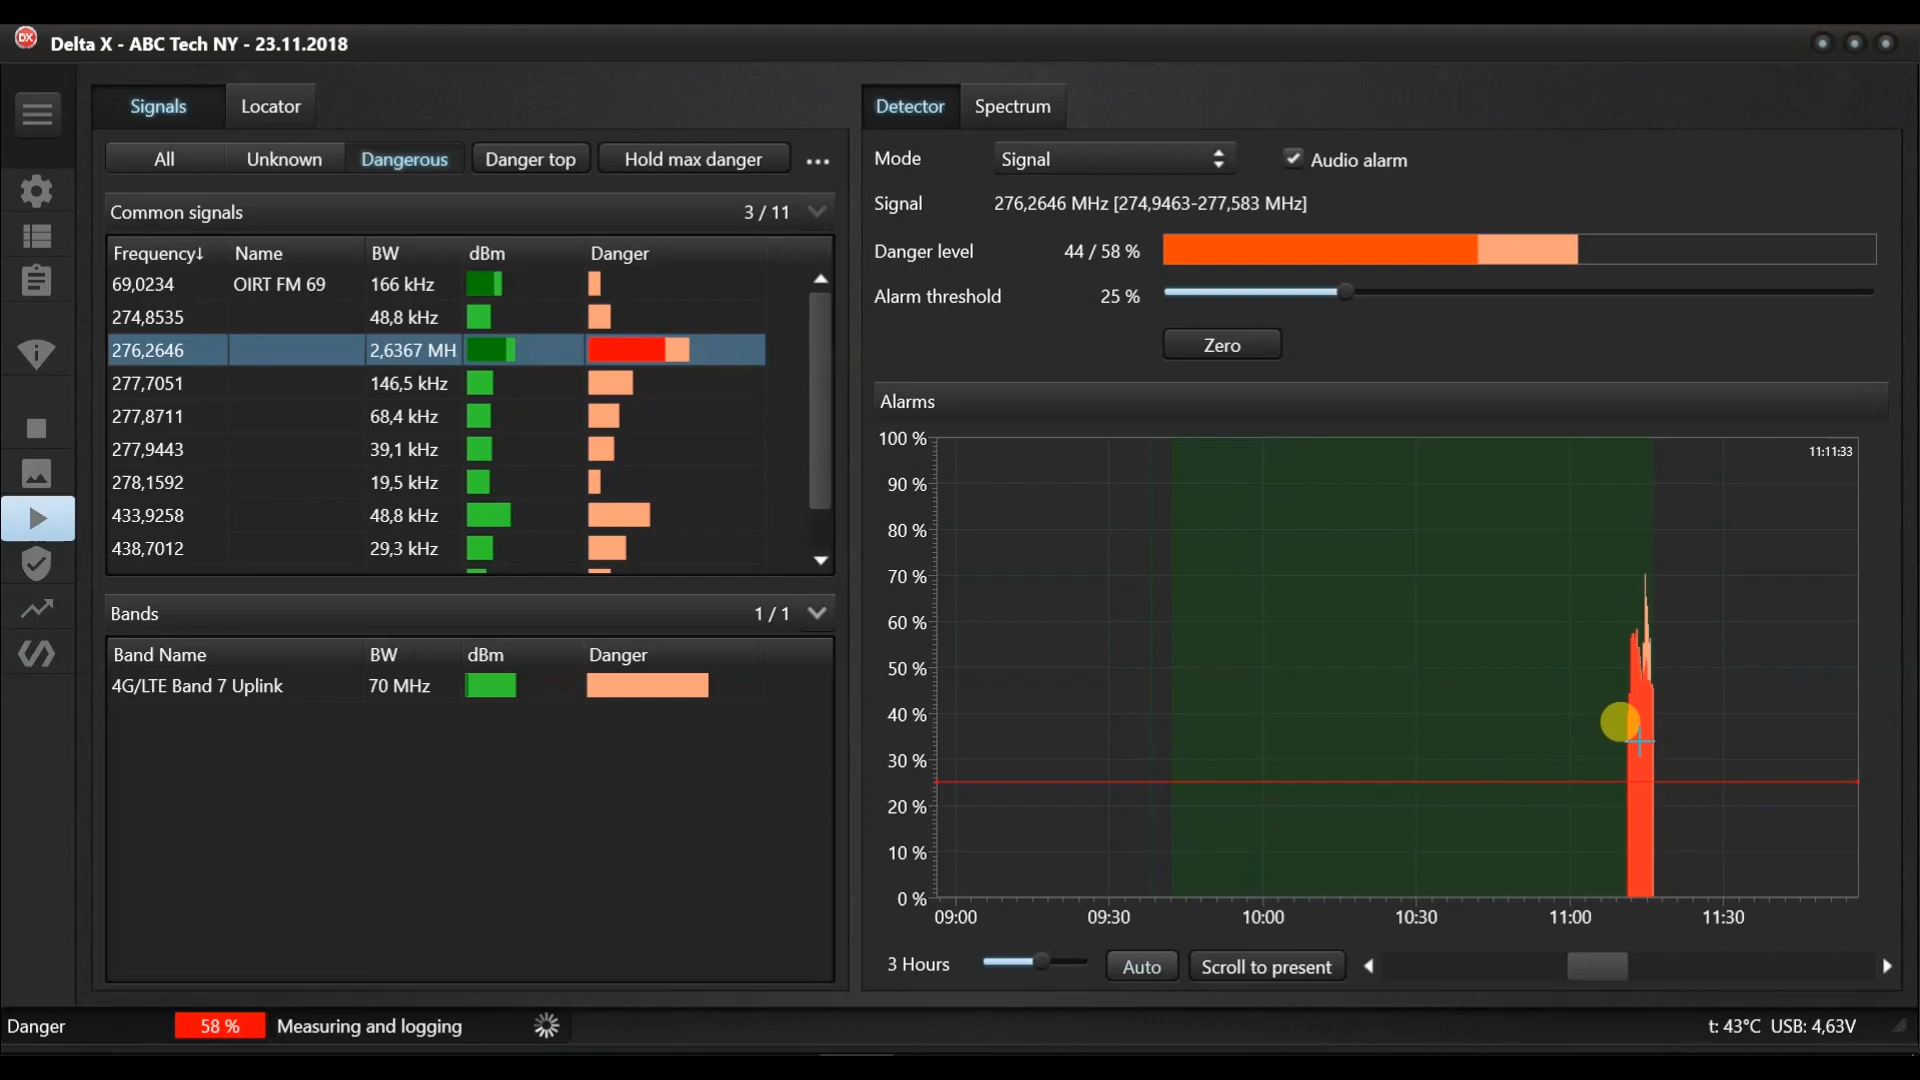 DX Delta X - ABC Tech NY - 23.11.2018
Signals Locator
All Unknown Dangerous Danger top Hold max danger ...
Common signals 3 / 11
Frequency↓ Name BW dBm Danger
69,0234 OIRT FM 69 166 kHz
274,8535 48,8 kHz
276,2646 2,6367 MH
277,7051 146,5 kHz
277,8711 68,4 kHz
277,9443 39,1 kHz
278,1592 19,5 kHz
433,9258 48,8 kHz
438,7012 29,3 kHz
Bands 1 / 1
Band Name BW dBm Danger
4G/LTE Band 7 Uplink 70 MHz
Detector Spectrum
Mode Signal Audio alarm
Signal 276,2646 MHz [274,9463-277,583 MHz]
Danger level 44 / 58 %
Alarm threshold 25 %
Zero
Alarms
11:11:33
100 %
90 %
80 %
70 %
60 %
50 %
40 %
30 %
20 %
10 %
0 %
09:00 09:30 10:00 10:30 11:00 11:30
3 Hours Auto Scroll to present
Danger 58 % Measuring and logging t: 43°C USB: 4,63V